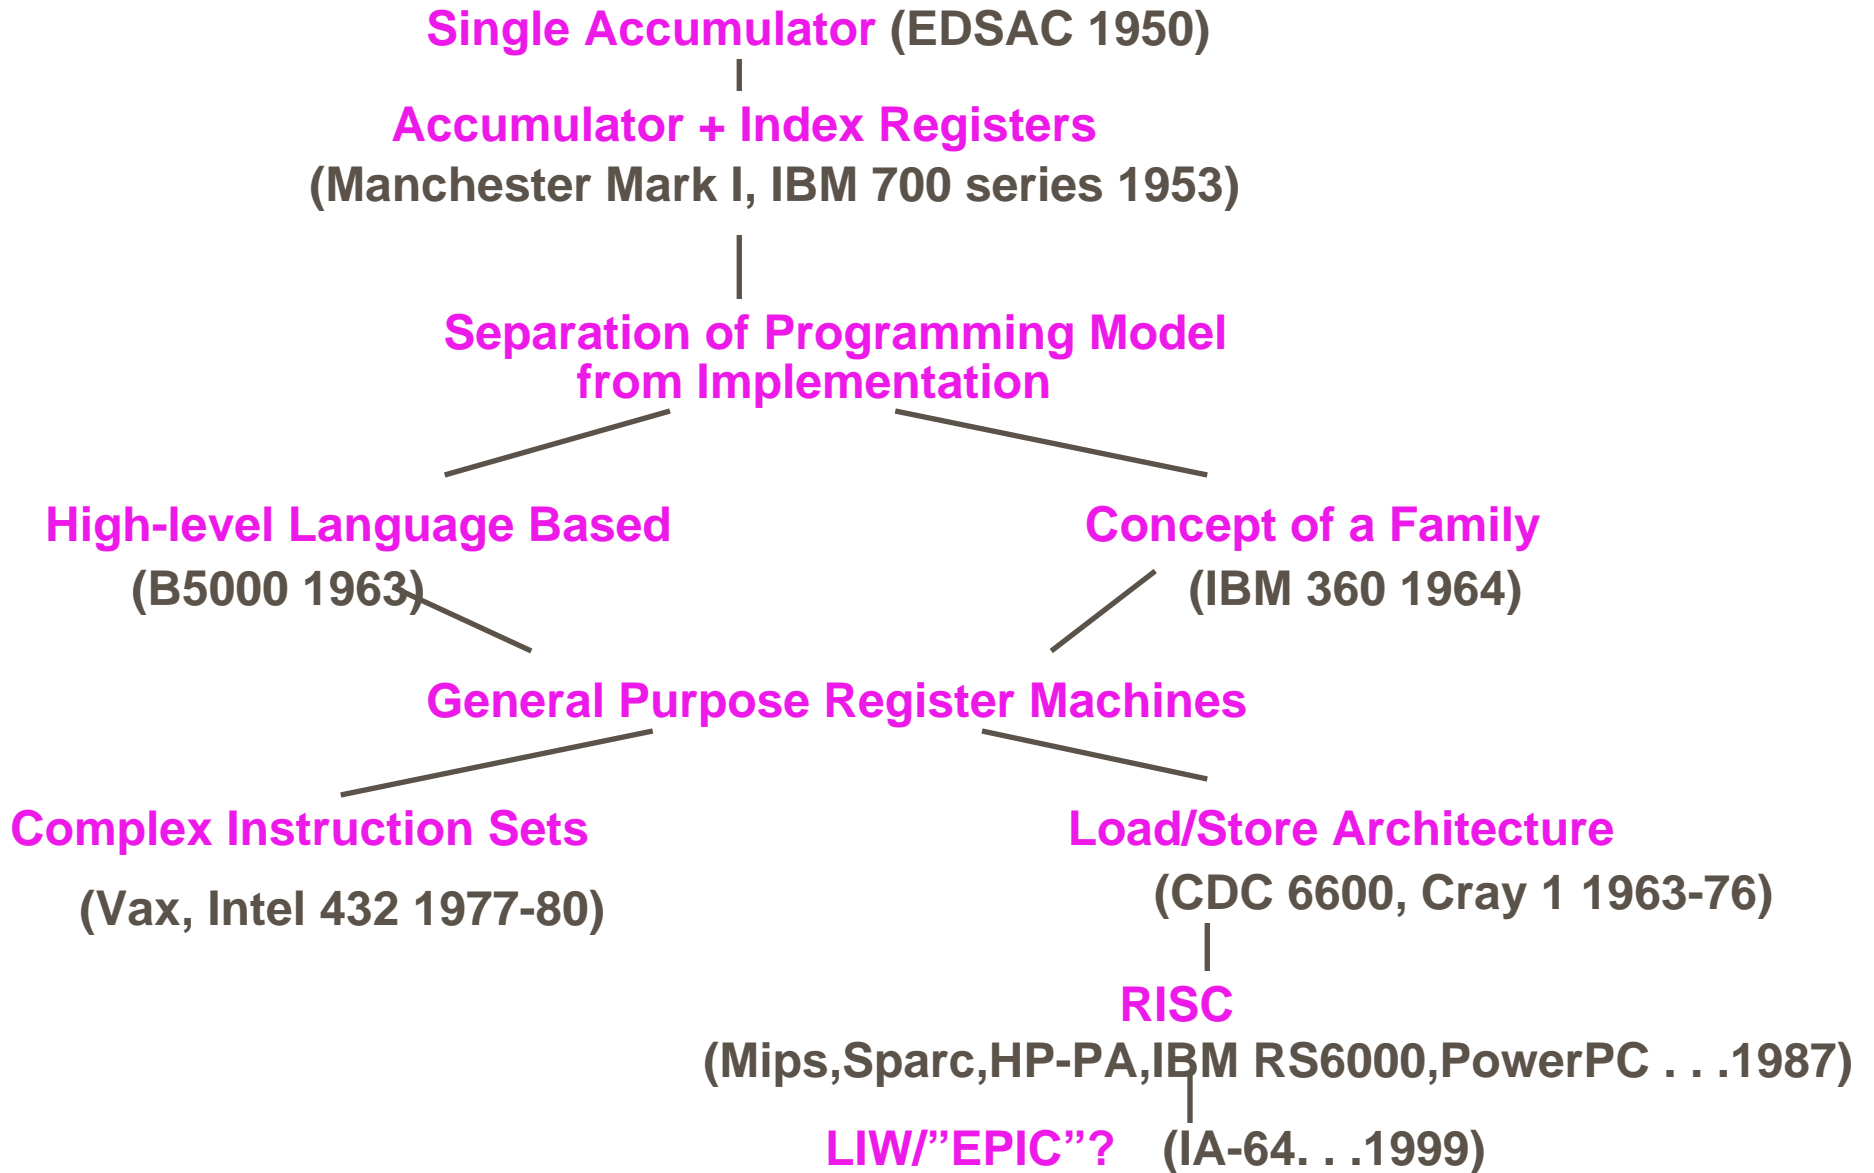 Single Accumulator (EDSAC 1950)
Accumulator + Index Registers
(Manchester Mark I, IBM 700 series 1953)
Separation of Programming Model
from Implementation
High-level Language Based
(B5000 1963)
Concept of a Family
(IBM 360 1964)
General Purpose Register Machines
Complex Instruction Sets
(Vax, Intel 432 1977-80)
Load/Store Architecture
(CDC 6600, Cray 1 1963-76)
RISC
(Mips,Sparc,HP-PA,IBM RS6000,PowerPC . . .1987)
LIW/”EPIC”? (IA-64. . .1999)